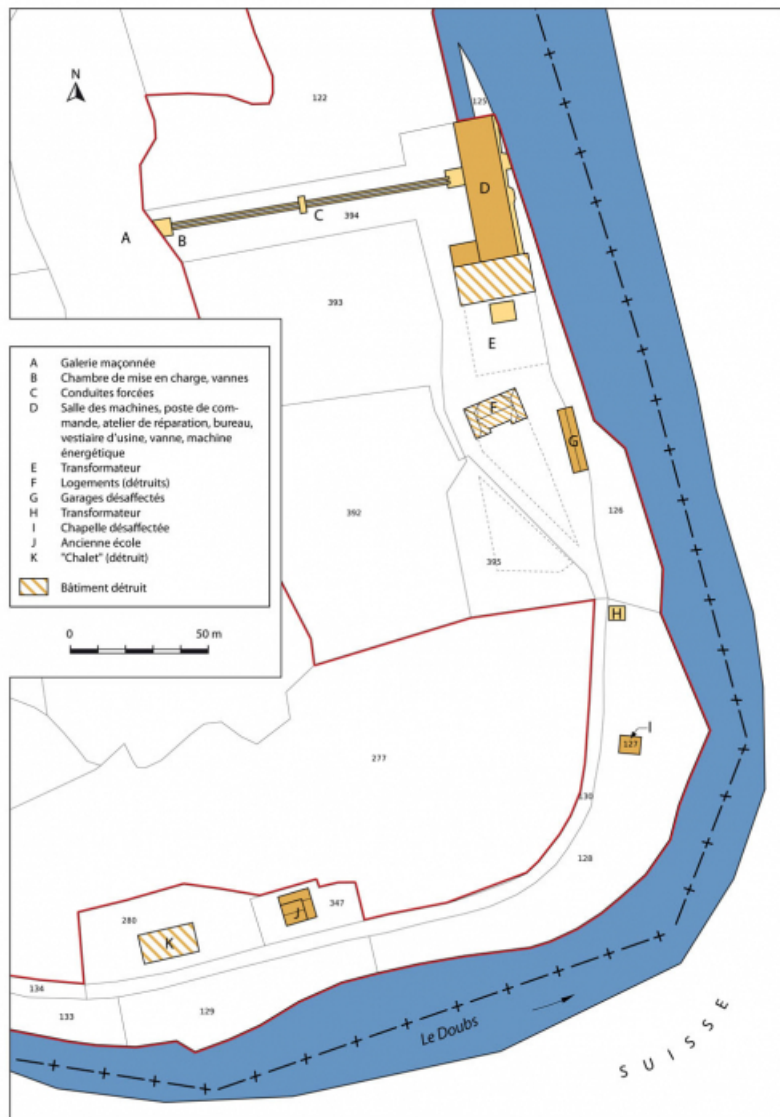 N
122
125
D
C
394
A
B
393
E
A Galerie maçonnée
B Chambre de mise en charge, vannes
C Conduites forcées
D Salle des machines, poste de com-
mande, atelier de réparation, bureau,
vestiaire d'usine, vanne, machine
énergétique
E Transformateur
F Logements (détruits)
G Garages désaffectés
H Transformateur
I Chapelle désaffectée
J Ancienne école
K "Chalet" (détruit)
Bâtiment détruit
0 50 m
F
G
392
126
395
H
I
127
277
130
128
347
280
J
K
134
133
129
Le Doubs
SUISSE